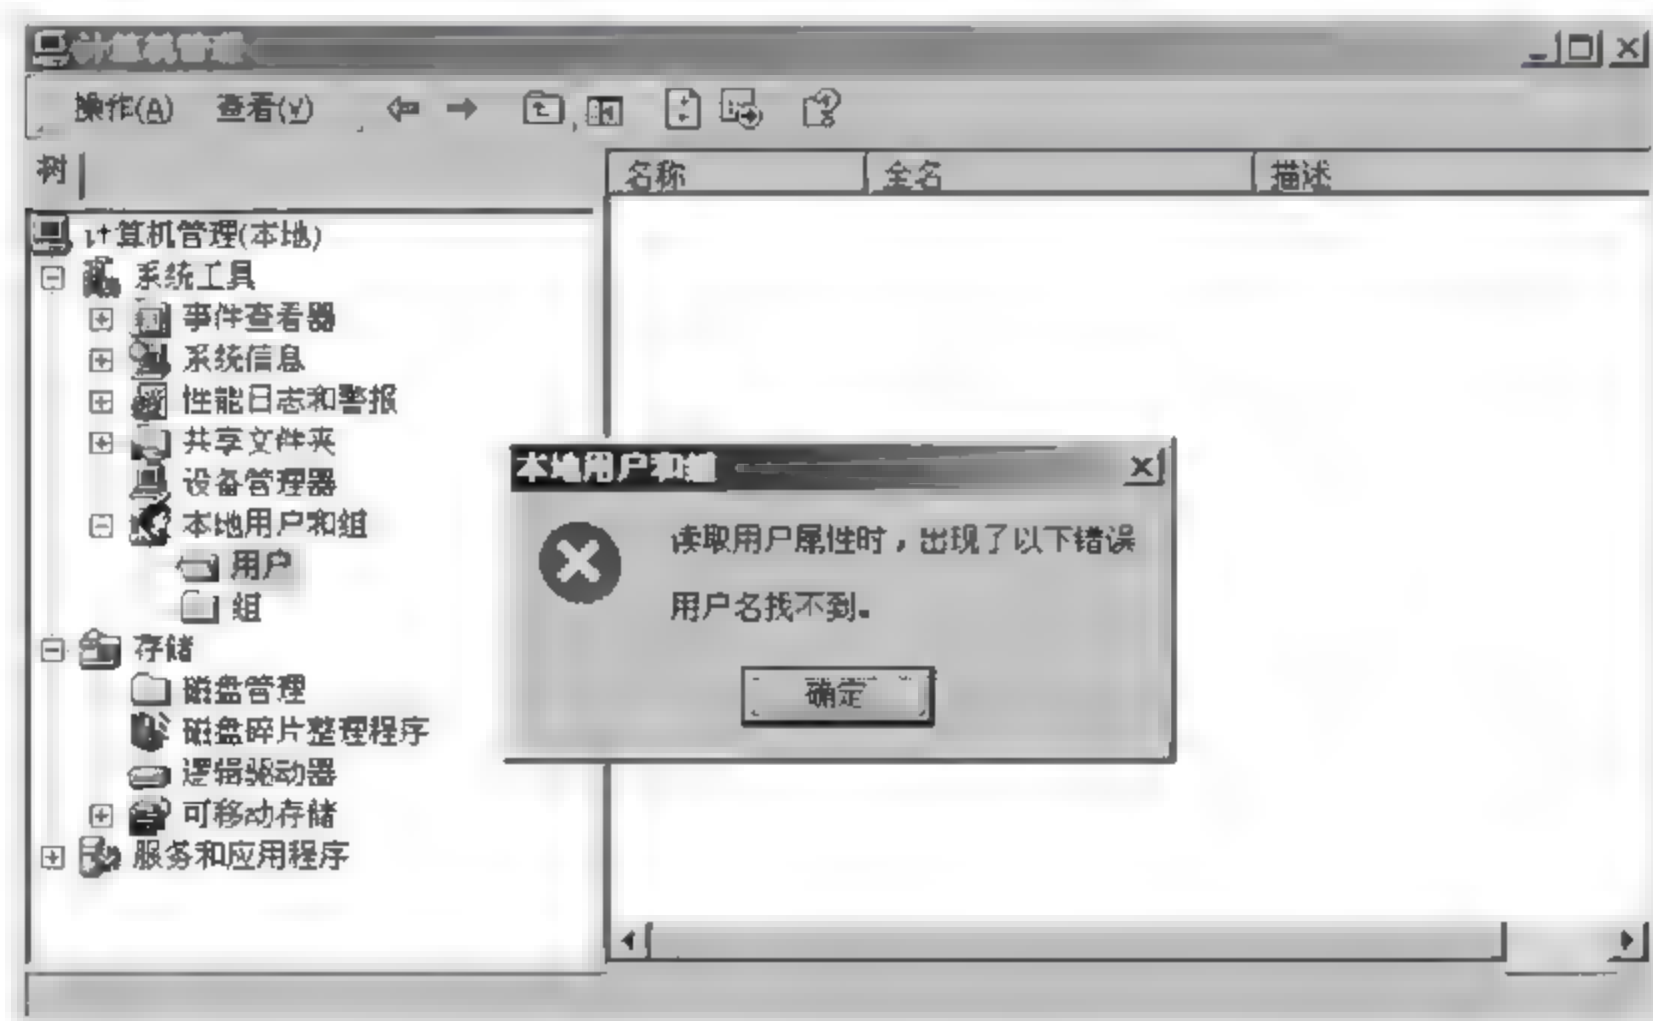 计算机管理
操作(A) 查看(V)
树
名称 全名 描述
计算机管理(本地)
系统工具
事件查看器
系统信息
性能日志和警报
共享文件夹
设备管理器
本地用户和组
用户
组
存储
磁盘管理
磁盘碎片整理程序
逻辑驱动器
可移动存储
服务和应用程序
本地用户和组
读取用户属性时，出现了以下错误
用户名找不到。
确定